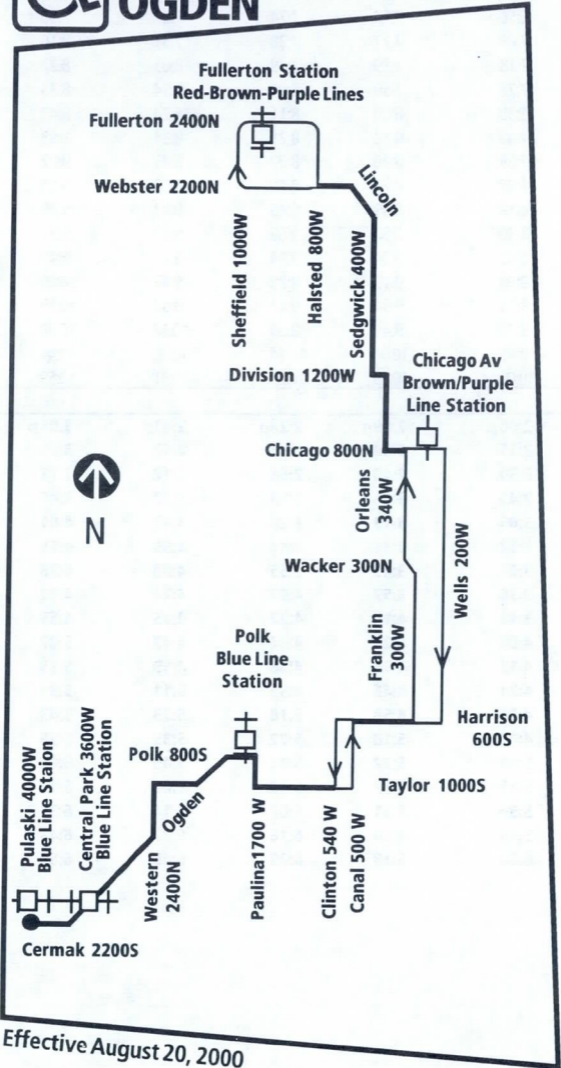 OGDEN
Fullerton Station
Red-Brown-Purple Lines
Fullerton 2400N
Webster 2200N
Lincoln
Sheffield 1000W
Halsted 800W
Sedgwick 400W
Division 1200W
Chicago Av
Brown/Purple
Line Station
Chicago 800N
Orleans
340W
N
Wacker 300N
Wells 200W
Franklin
300W
Polk
Blue Line
Station
Harrison
600S
Polk 800S
Taylor 1000S
Pulaski 4000W
Blue Line Staion
Central Park 3600W
Blue Line Station
Ogden
Western
2400N
Paulina1700 W
Clinton 540 W
Canal 500 W
Cermak 2200S
Effective August 20, 2000